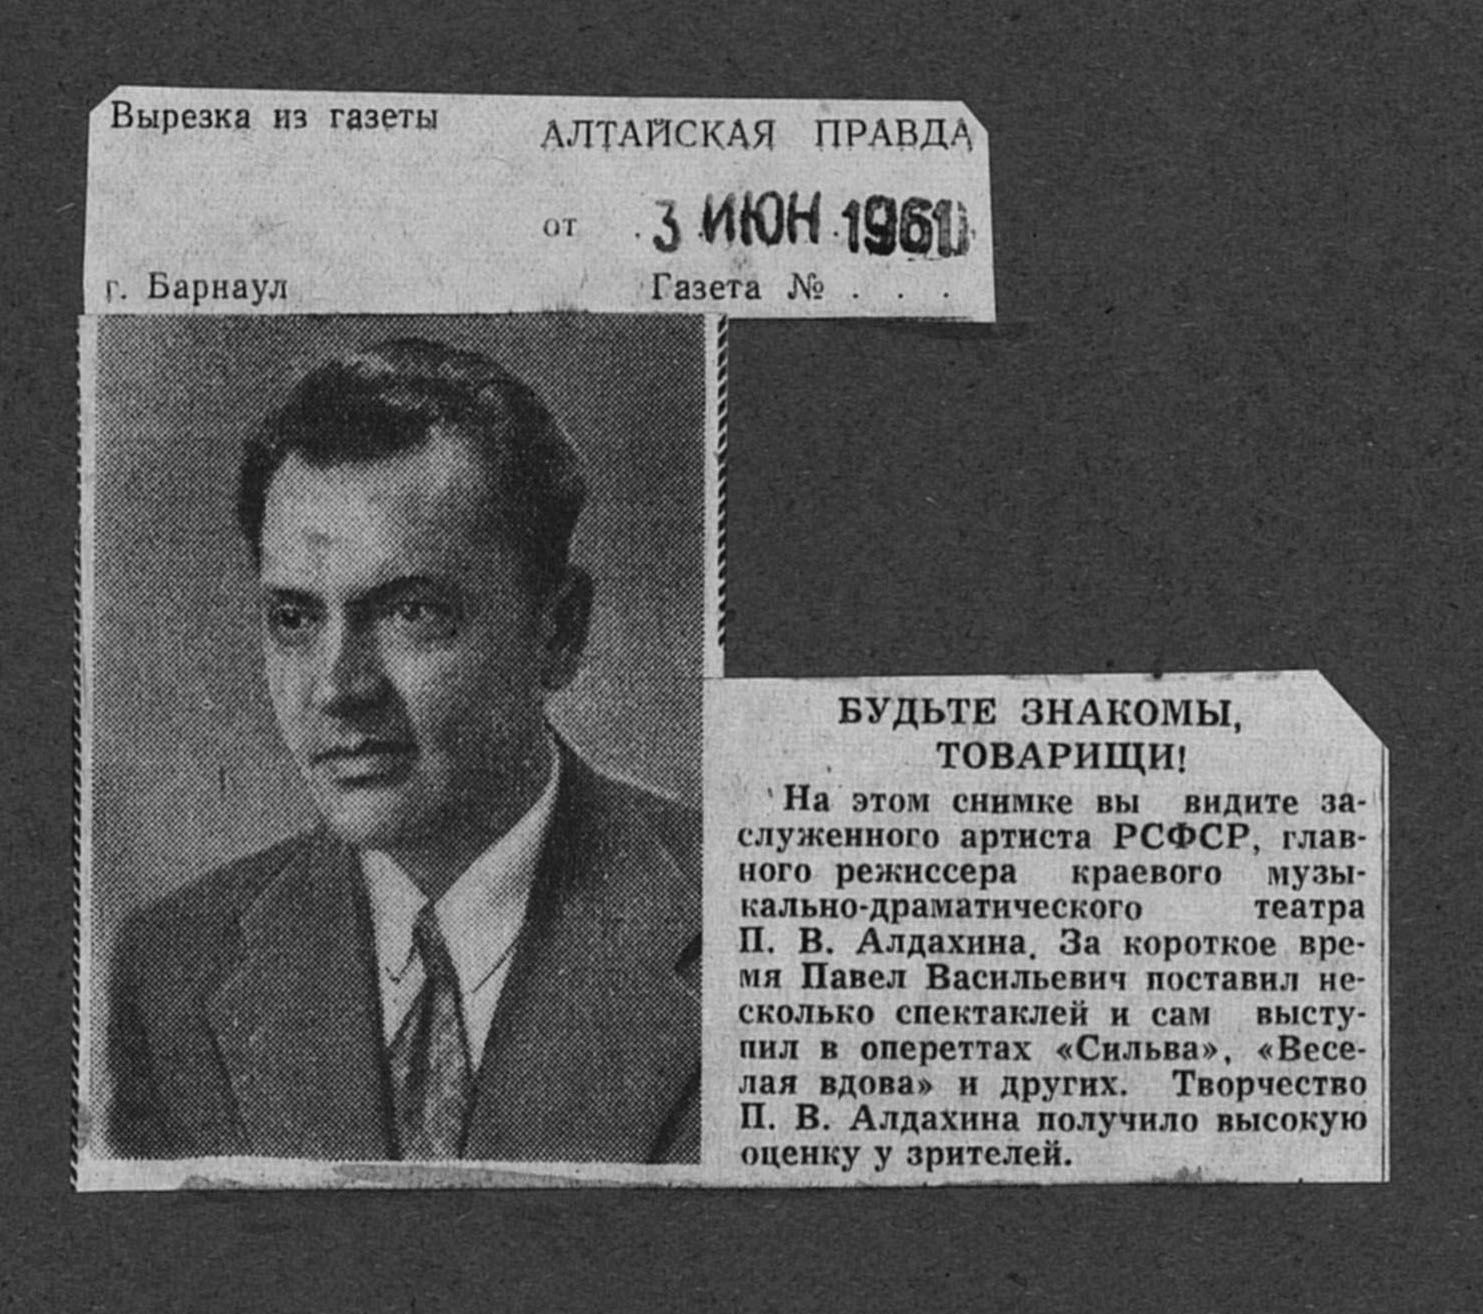 Вырезка из газеты
АЛТАЙСКАЯ ПРАВДА
от 3 ИЮН 1961
г. Барнаул Газета № . . .
БУДЬТЕ ЗНАКОМЫ,
ТОВАРИЩИ!
На этом снимке вы видите за-
служенного артиста РСФСР, глав-
ного режиссера краевого музы-
кально-драматического театра
П. В. Алдахина. За короткое вре-
мя Павел Васильевич поставил не-
сколько спектаклей и сам высту-
пил в опереттах «Сильва», «Весе-
лая вдова» и других. Творчество
П. В. Алдахина получило высокую
оценку у зрителей.